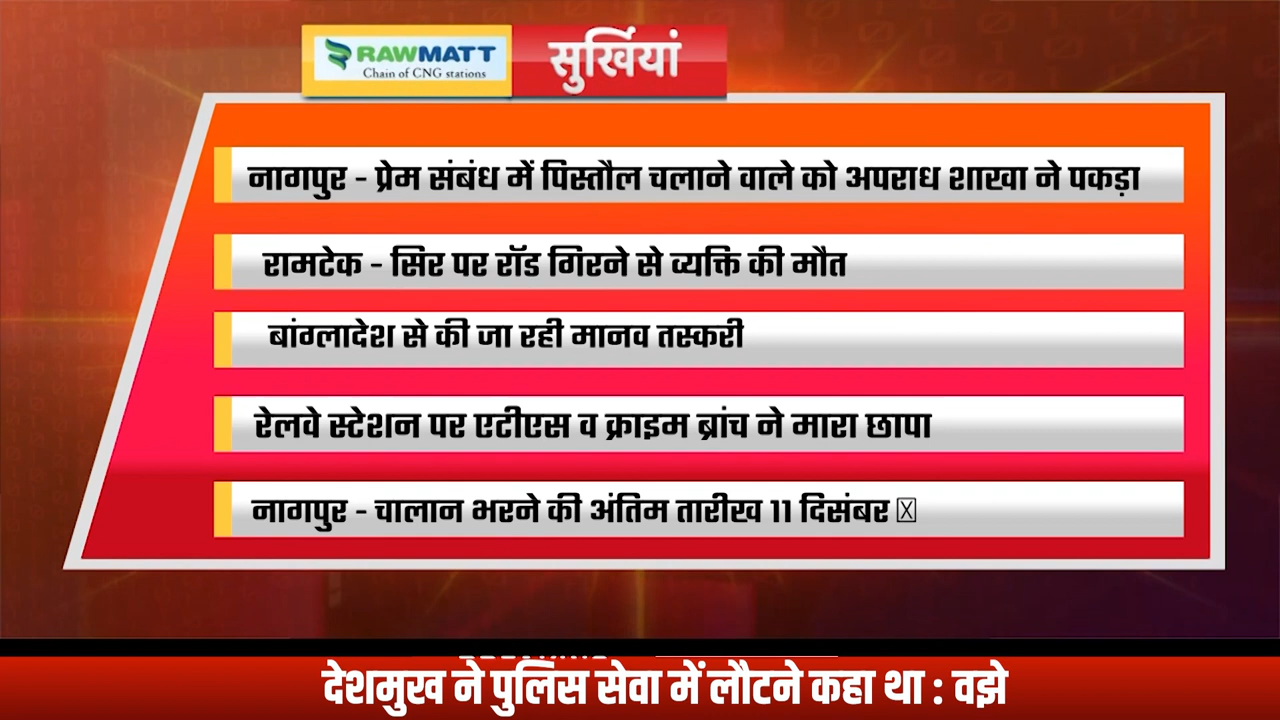 RAWMATT
Chain of CNG stations
सुर्खियां
नागपुर - प्रेम संबंध में पिस्तौल चलाने वाले को अपराध शाखा ने पकड़ा
रामटेक - सिर पर रॉड गिरने से व्यक्ति की मौत
बांग्लादेश से की जा रही मानव तस्करी
रेलवे स्टेशन पर एटीएस व क्राइम ब्रांच ने मारा छापा
नागपुर - चालान भरने की अंतिम तारीख 11 दिसंबर
देशमुख ने पुलिस सेवा में लौटने कहा था : वझे